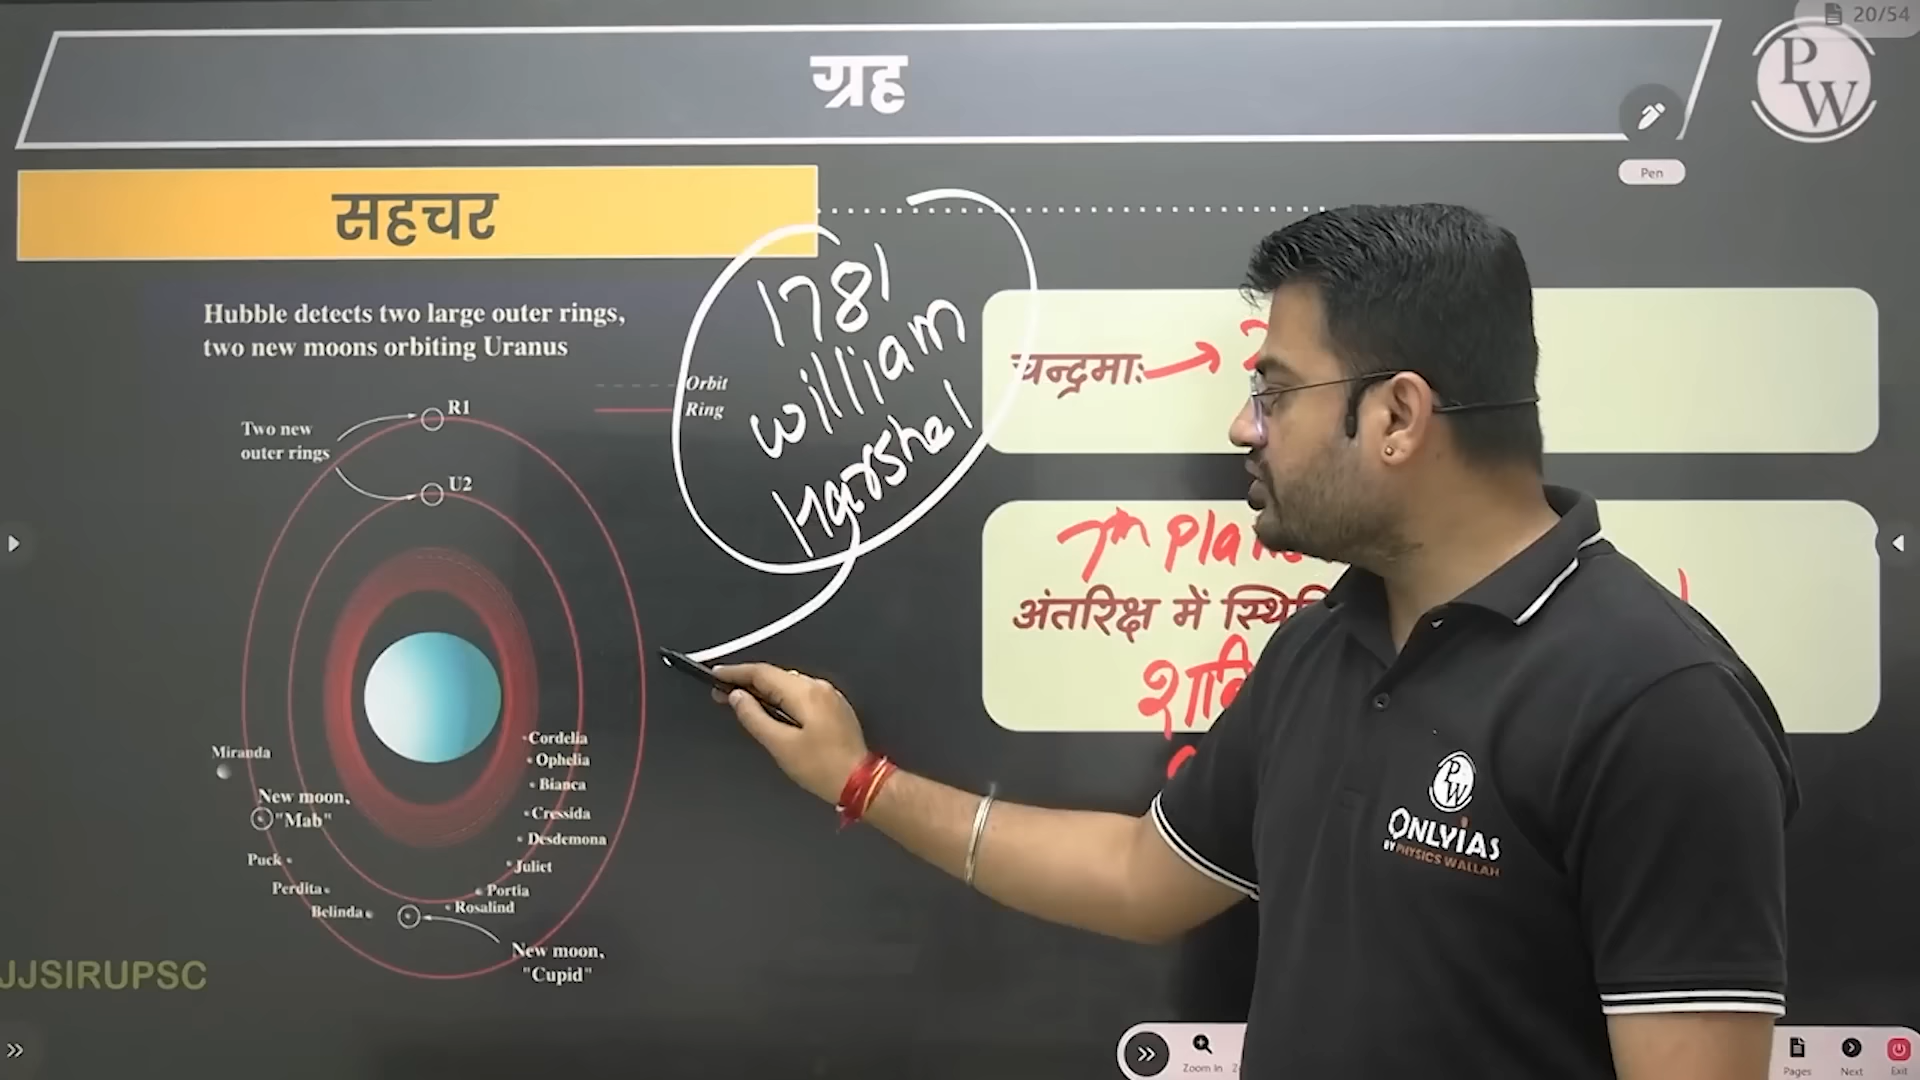 20/54
ग्रह
PW
Pen
सहचर
Hubble detects two large outer rings,
two new moons orbiting Uranus
Orbit
Ring
1781
william
Harshel
R1
Two new
outer rings
U2
चन्द्रमाः
7th
अंतरिक्ष में
Cordelia
Ophelia
Bianca
Cressida
Desdemona
Juliet
Portia
Rosalind
Miranda
New moon,
"Mab"
Puck
Perdita
Belinda
New moon,
"Cupid"
JJSIRUPSC
PW
ONLYIAS
BY PHYSICS WALLAH
Zoom In
Pages
Next
Exit